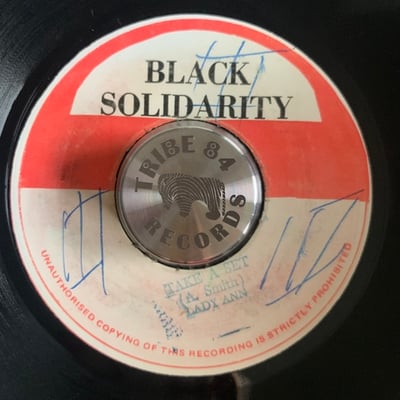 BLACK
SOLIDARITY
TRIBE 84
RECORDS
TAKE A SET
(A. Smith)
LADY ANN
UNAUTHORISED COPYING OF THIS RECORDING IS STRICTLY PROHIBITED